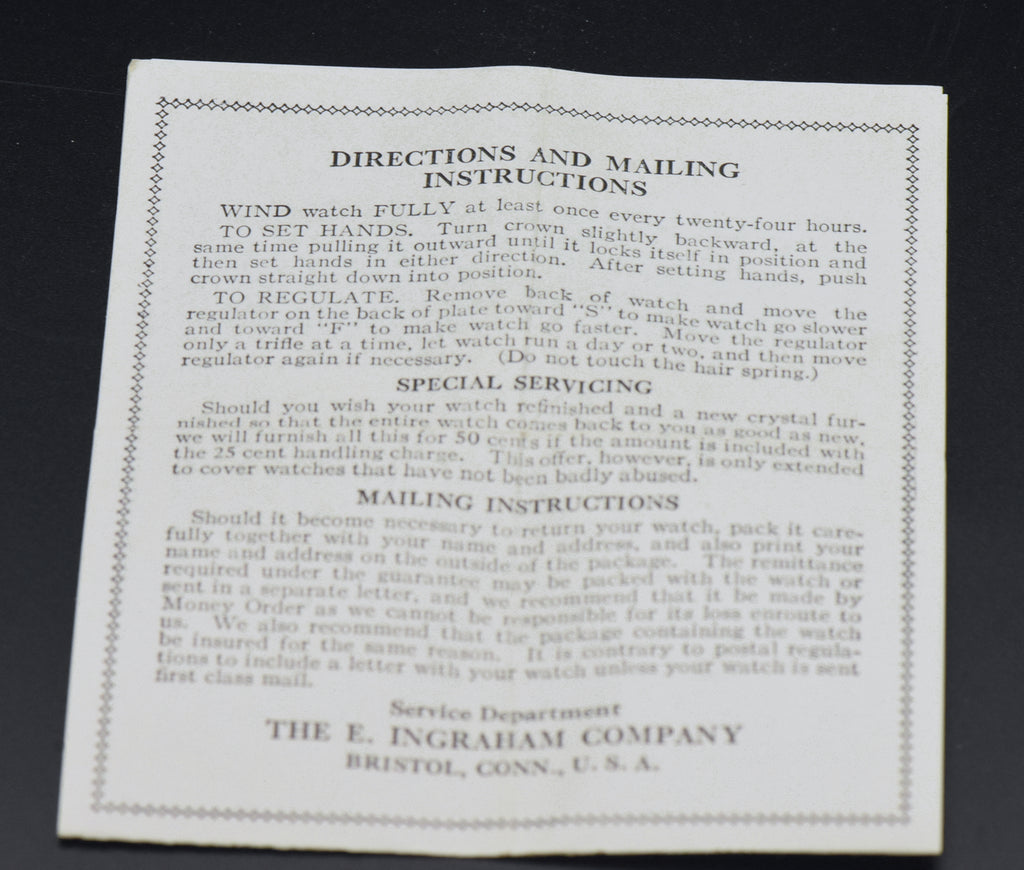 DIRECTIONS AND MAILING
INSTRUCTIONS
WIND watch FULLY at least once every twenty-four hours.
TO SET HANDS. Turn crown slightly backward, at the
same time pulling it outward until it locks itself in position and
then set hands in either direction. After setting hands, push
crown straight down into position.
TO REGULATE. Remove back of watch and move the
regulator on the back of plate toward "S" to make watch go slower
and toward "F" to make watch go faster. Move the regulator
only a trifle at a time, let watch run a day or two, and then move
regulator again if necessary. (Do not touch the hair spring.)
SPECIAL SERVICING
Should you wish your watch refinished and a new crystal fur-
nished so that the entire watch comes back to you as good as new,
we will furnish all this for 50 cents if the amount is included with
the 25 cent handling charge. This offer, however, is only extended
to cover watches that have not been badly abused.
MAILING INSTRUCTIONS
Should it become necessary to return your watch, pack it care-
fully together with your name and address, and also print your
name and address on the outside of the package. The remittance
required under the guarantee may be packed with the watch or
sent in a separate letter, and we recommend that it be made by
Money Order as we cannot be responsible for its loss enroute to
us. We also recommend that the package containing the watch
be insured for the same reason. It is contrary to postal regula-
tions to include a letter with your watch unless your watch is sent
first class mail.
Service Department
THE E. INGRAHAM COMPANY
BRISTOL, CONN., U. S. A.